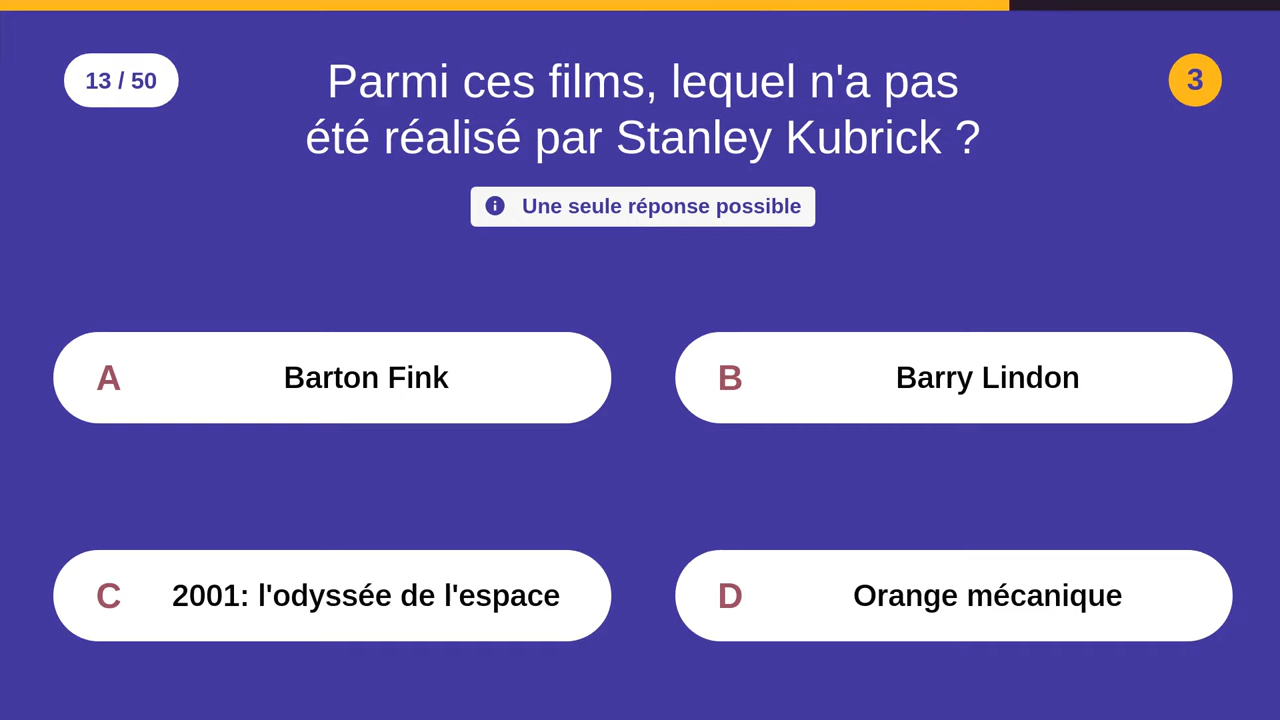 13 / 50
Parmi ces films, lequel n'a pas
été réalisé par Stanley Kubrick ?
3
Une seule réponse possible
A Barton Fink
B Barry Lindon
C 2001: l'odyssée de l'espace
D Orange mécanique